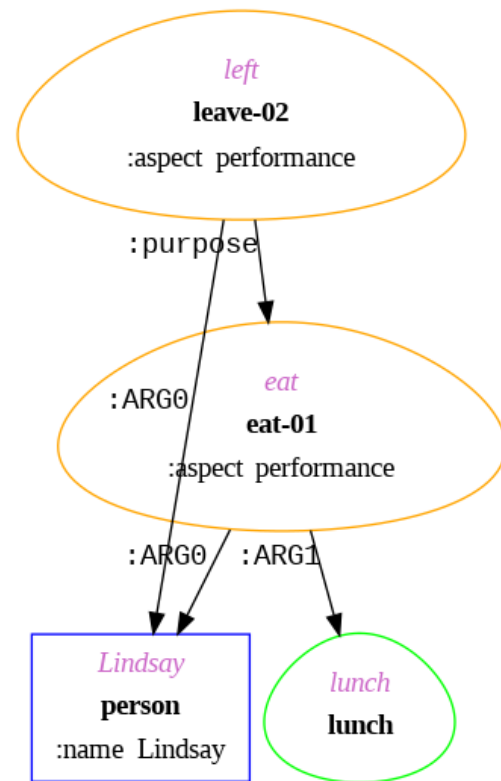 left
leave-02
:aspect performance
:purpose
:ARG0
eat
eat-01
:aspect performance
:ARG0 :ARG1
Lindsay
person
:name Lindsay
lunch
lunch